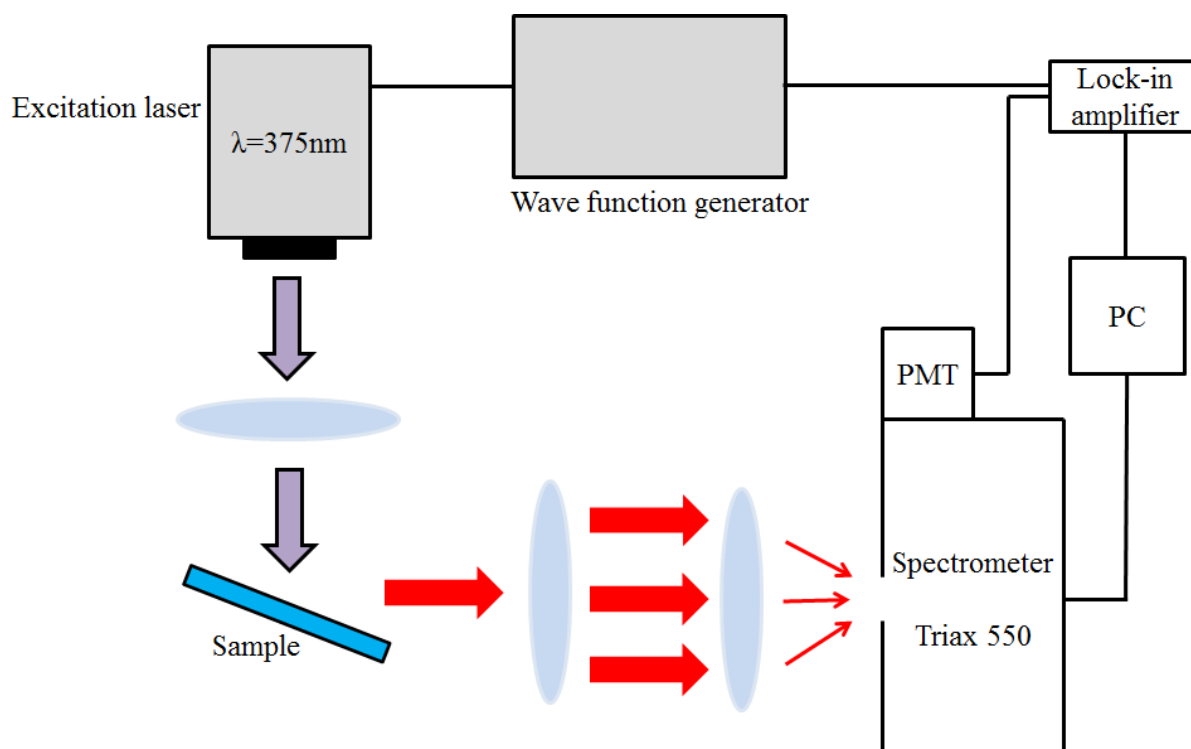 Excitation laser
λ=375nm
Wave function generator
Lock-in
amplifier
PC
PMT
Spectrometer
Triax 550
Sample